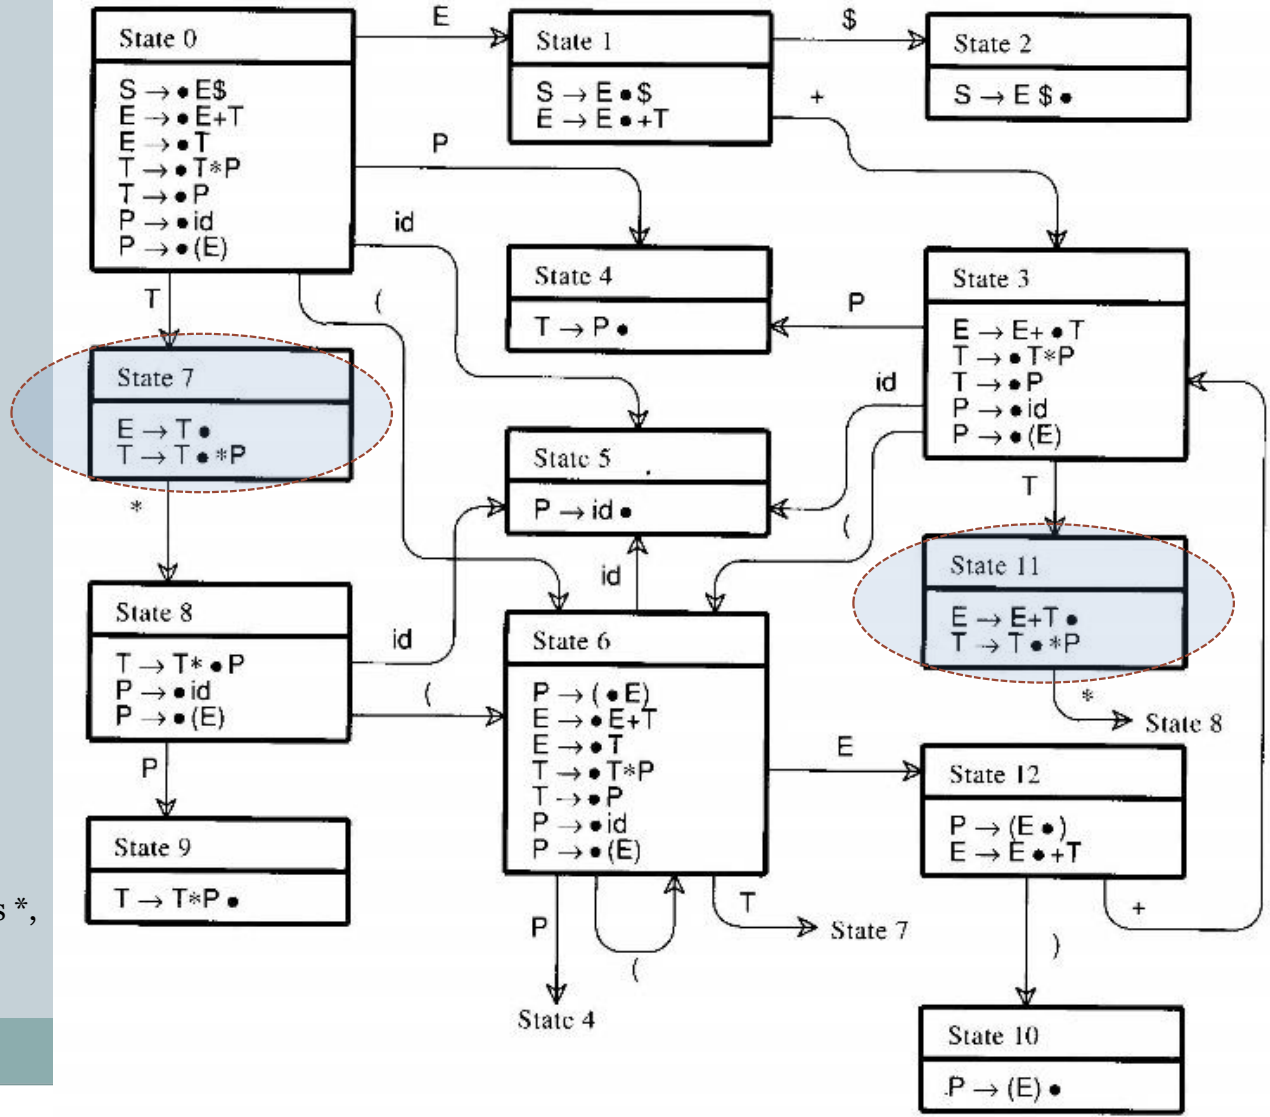 State 0
S → • E$
E → • E+T
E → • T
T → • T*P
T → • P
P → • id
P → • (E)
E
State 1
S → E • $
E → E • +T
$
State 2
S → E $ •
+
P
id
(
T
State 4
T → P •
P
State 3
E → E+ • T
T → • T*P
T → • P
P → • id
P → • (E)
id
(
T
State 7
E → T •
T → T • *P
*
State 5
P → id •
id
State 11
E → E+T •
T → T • *P
*
State 8
State 8
T → T* • P
P → • id
P → • (E)
id
(
P
State 6
P → ( • E)
E → • E+T
E → • T
T → • T*P
T → • P
P → • id
P → • (E)
E
State 12
P → (E • )
E → E • +T
State 9
T → T*P •
*,
P
(
T
State 7
State 4
)
+
State 10
P → (E) •